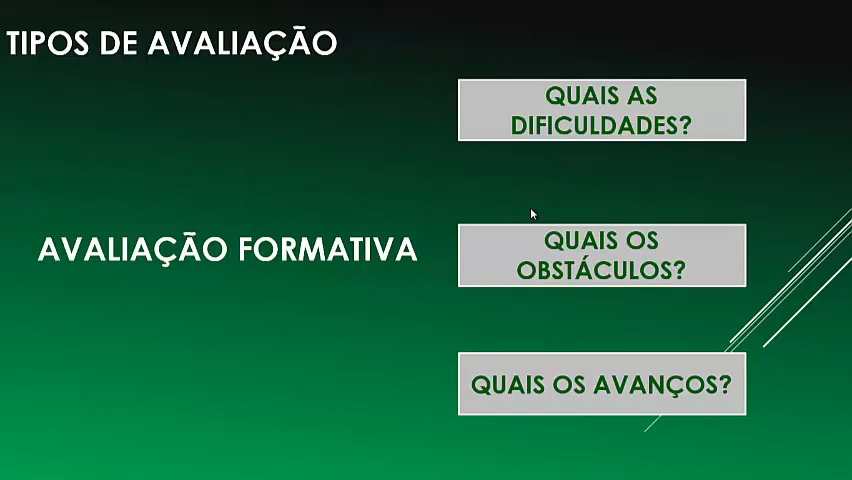 TIPOS DE AVALIAÇÃO
QUAIS AS
DIFICULDADES?
AVALIAÇÃO FORMATIVA
QUAIS OS
OBSTÁCULOS?
QUAIS OS AVANÇOS?